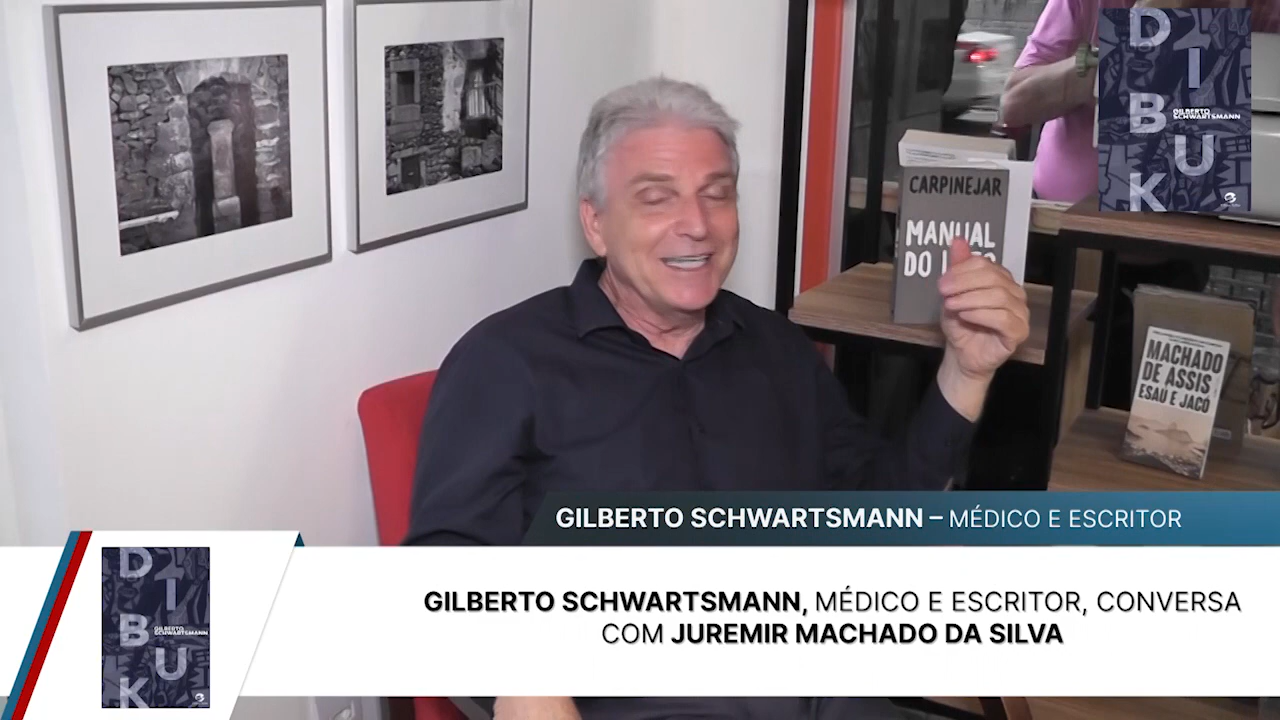 DIBUK
GILBERTO
SCHWARTSMANN
CARPINEJAR
MANUAL
DO
MACHADO
DE ASSIS
ESAÚ E JACÓ
GILBERTO SCHWARTSMANN – MÉDICO E ESCRITOR
GILBERTO SCHWARTSMANN, MÉDICO E ESCRITOR, CONVERSA
COM JUREMIR MACHADO DA SILVA
DIBUK
GILBERTO
SCHWARTSMANN